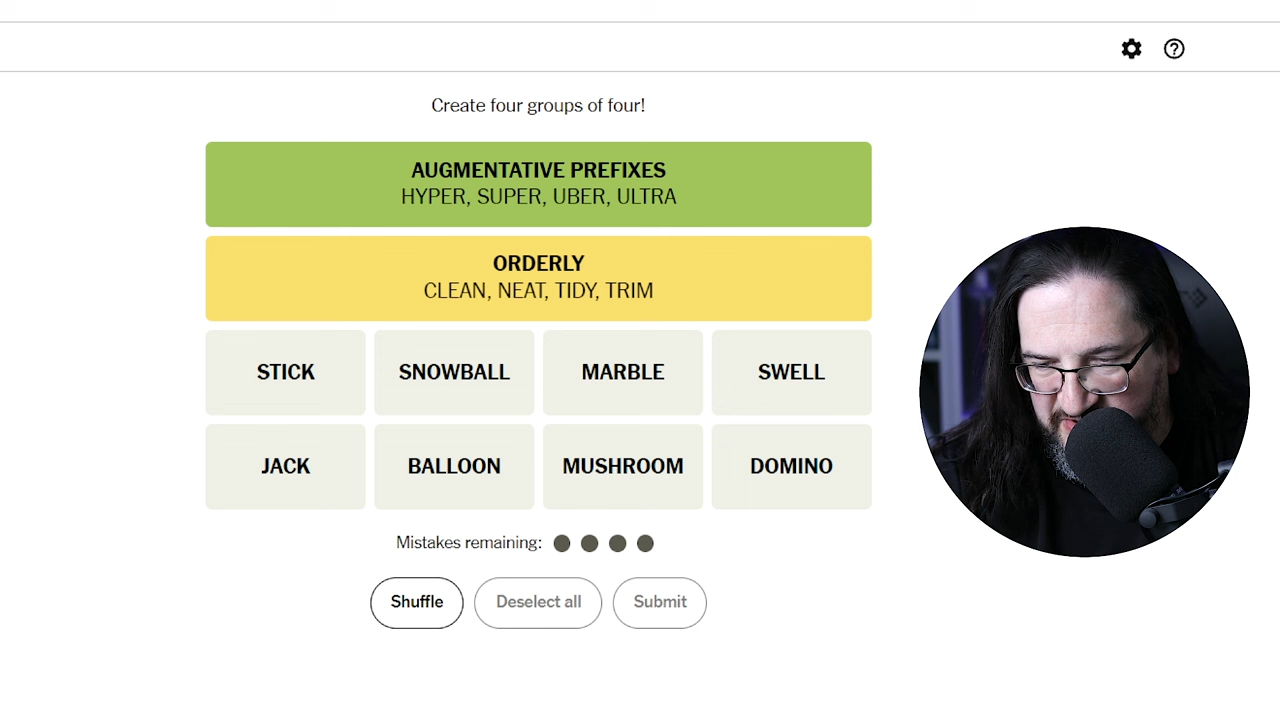 Create four groups of four!
AUGMENTATIVE PREFIXES
HYPER, SUPER, UBER, ULTRA
ORDERLY
CLEAN, NEAT, TIDY, TRIM
STICK SNOWBALL MARBLE SWELL
JACK BALLOON MUSHROOM DOMINO
Mistakes remaining:
Shuffle Deselect all Submit